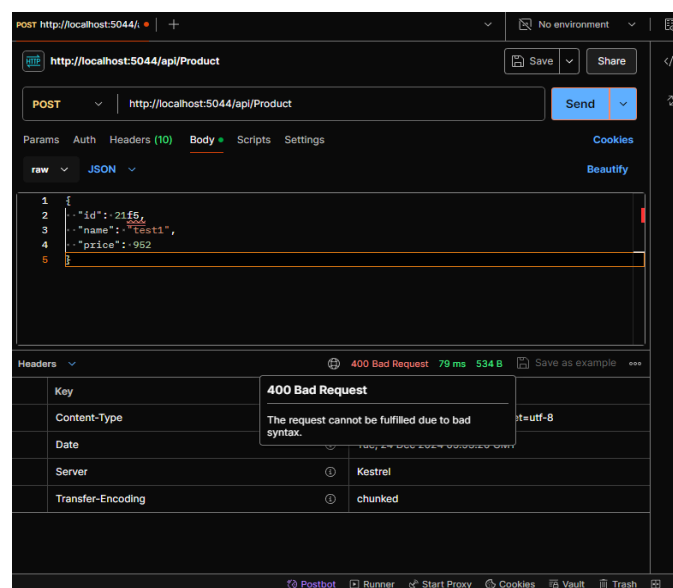 POST http://localhost:5044/; No environment
HTTP http://localhost:5044/api/Product Save Share
POST http://localhost:5044/api/Product Send
Params Auth Headers (10) Body Scripts Settings Cookies
raw JSON Beautify
1 {
2 "id": 21f5,
3 "name": "test1",
4 "price": 952
5 }
Headers 400 Bad Request 79 ms 534 B Save as example
Key
400 Bad Request
The request cannot be fulfilled due to bad
syntax.
Content-Type et=utf-8
Date
Server Kestrel
Transfer-Encoding chunked
Postbot Runner Start Proxy Cookies Vault Trash